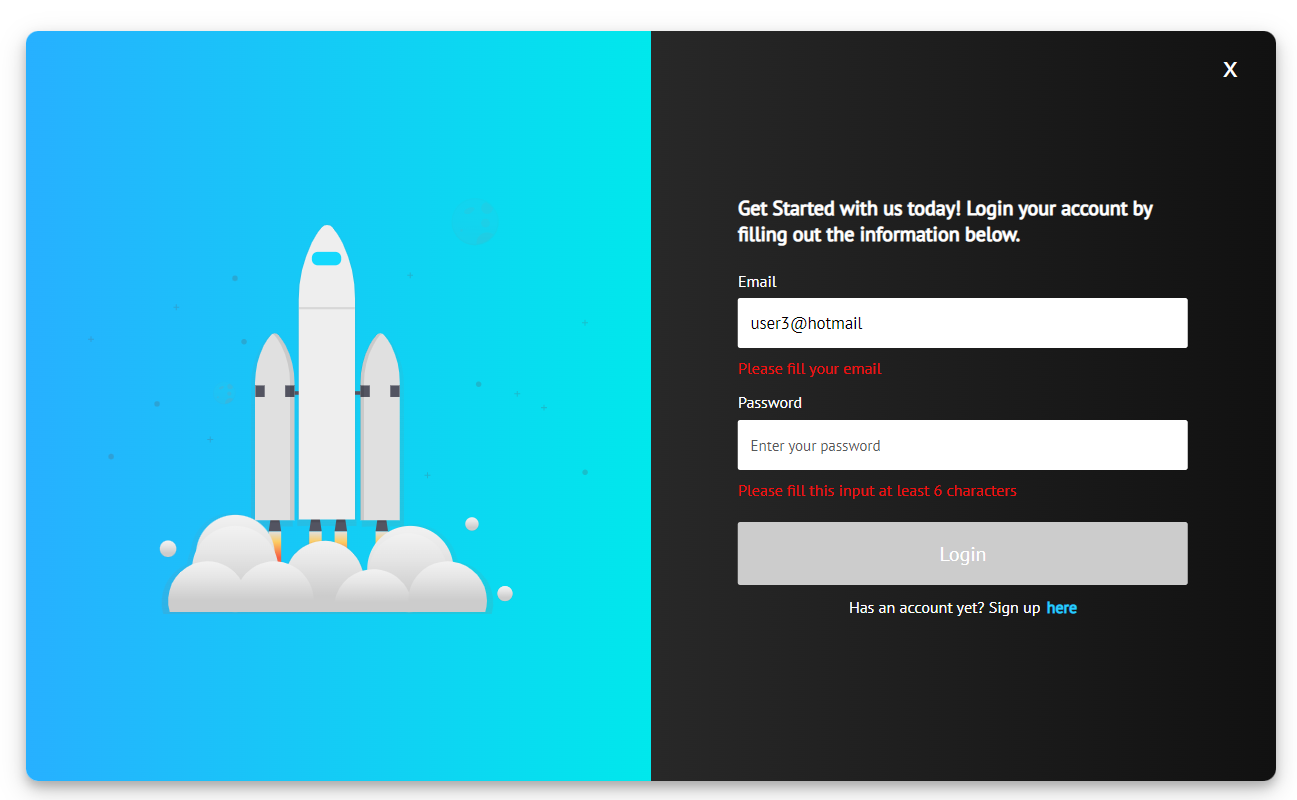 X
Get Started with us today! Login your account by
filling out the information below.
Email
user3@hotmail
Please fill your email
Password
Enter your password
Please fill this input at least 6 characters
Login
Has an account yet? Sign up here